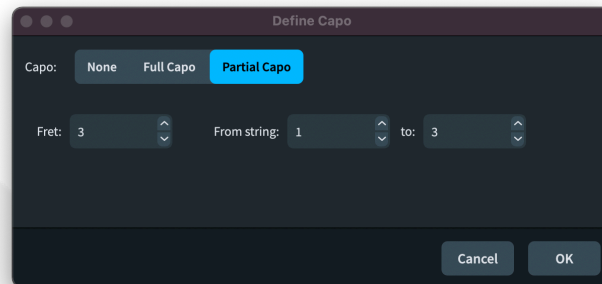 Define Capo
Capo: None Full Capo Partial Capo
Fret: 3 From string: 1 to: 3
Cancel OK